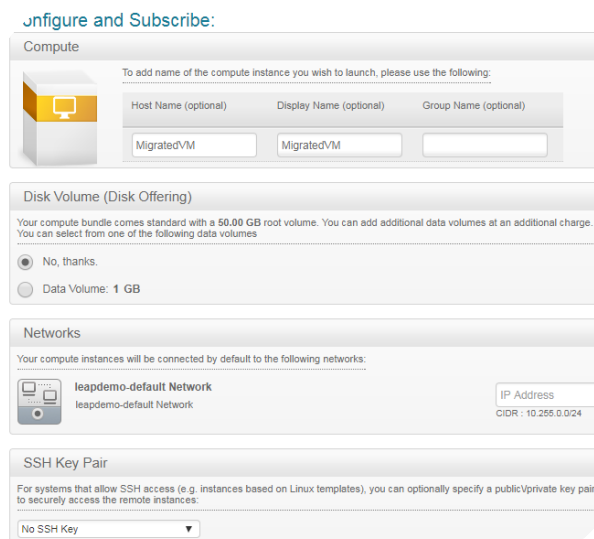 onfigure and Subscribe:
Compute
To add name of the compute instance you wish to launch, please use the following:
Host Name (optional) Display Name (optional) Group Name (optional)
MigratedVM MigratedVM
Disk Volume (Disk Offering)
Your compute bundle comes standard with a 50.00 GB root volume. You can add additional data volumes at an additional charge.
You can select from one of the following data volumes
No, thanks.
Data Volume: 1 GB
Networks
Your compute instances will be connected by default to the following networks:
leapdemo-default Network
leapdemo-default Network
IP Address
CIDR : 10.255.0.0/24
SSH Key Pair
For systems that allow SSH access (e.g. instances based on Linux templates), you can optionally specify a public\/private key pair
to securely access the remote instances:
No SSH Key